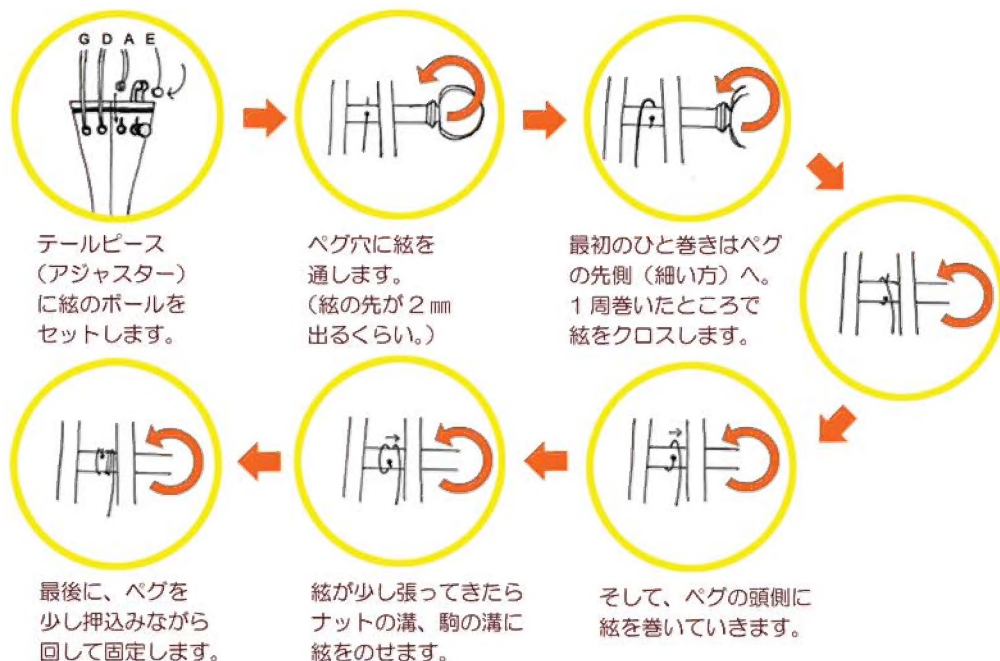 G D A E
テールピース
（アジャスター）
に絃のボールを
セットします。
ペグ穴に絃を
通します。
（絃の先が２㎜
出るくらい。）
最初のひと巻きはペグ
の先側（細い方）へ。
１周巻いたところで
絃をクロスします。
そして、ペグの頭側に
絃を巻いていきます。
絃が少し張ってきたら
ナットの溝、駒の溝に
絃をのせます。
最後に、ペグを
少し押込みながら
回して固定します。